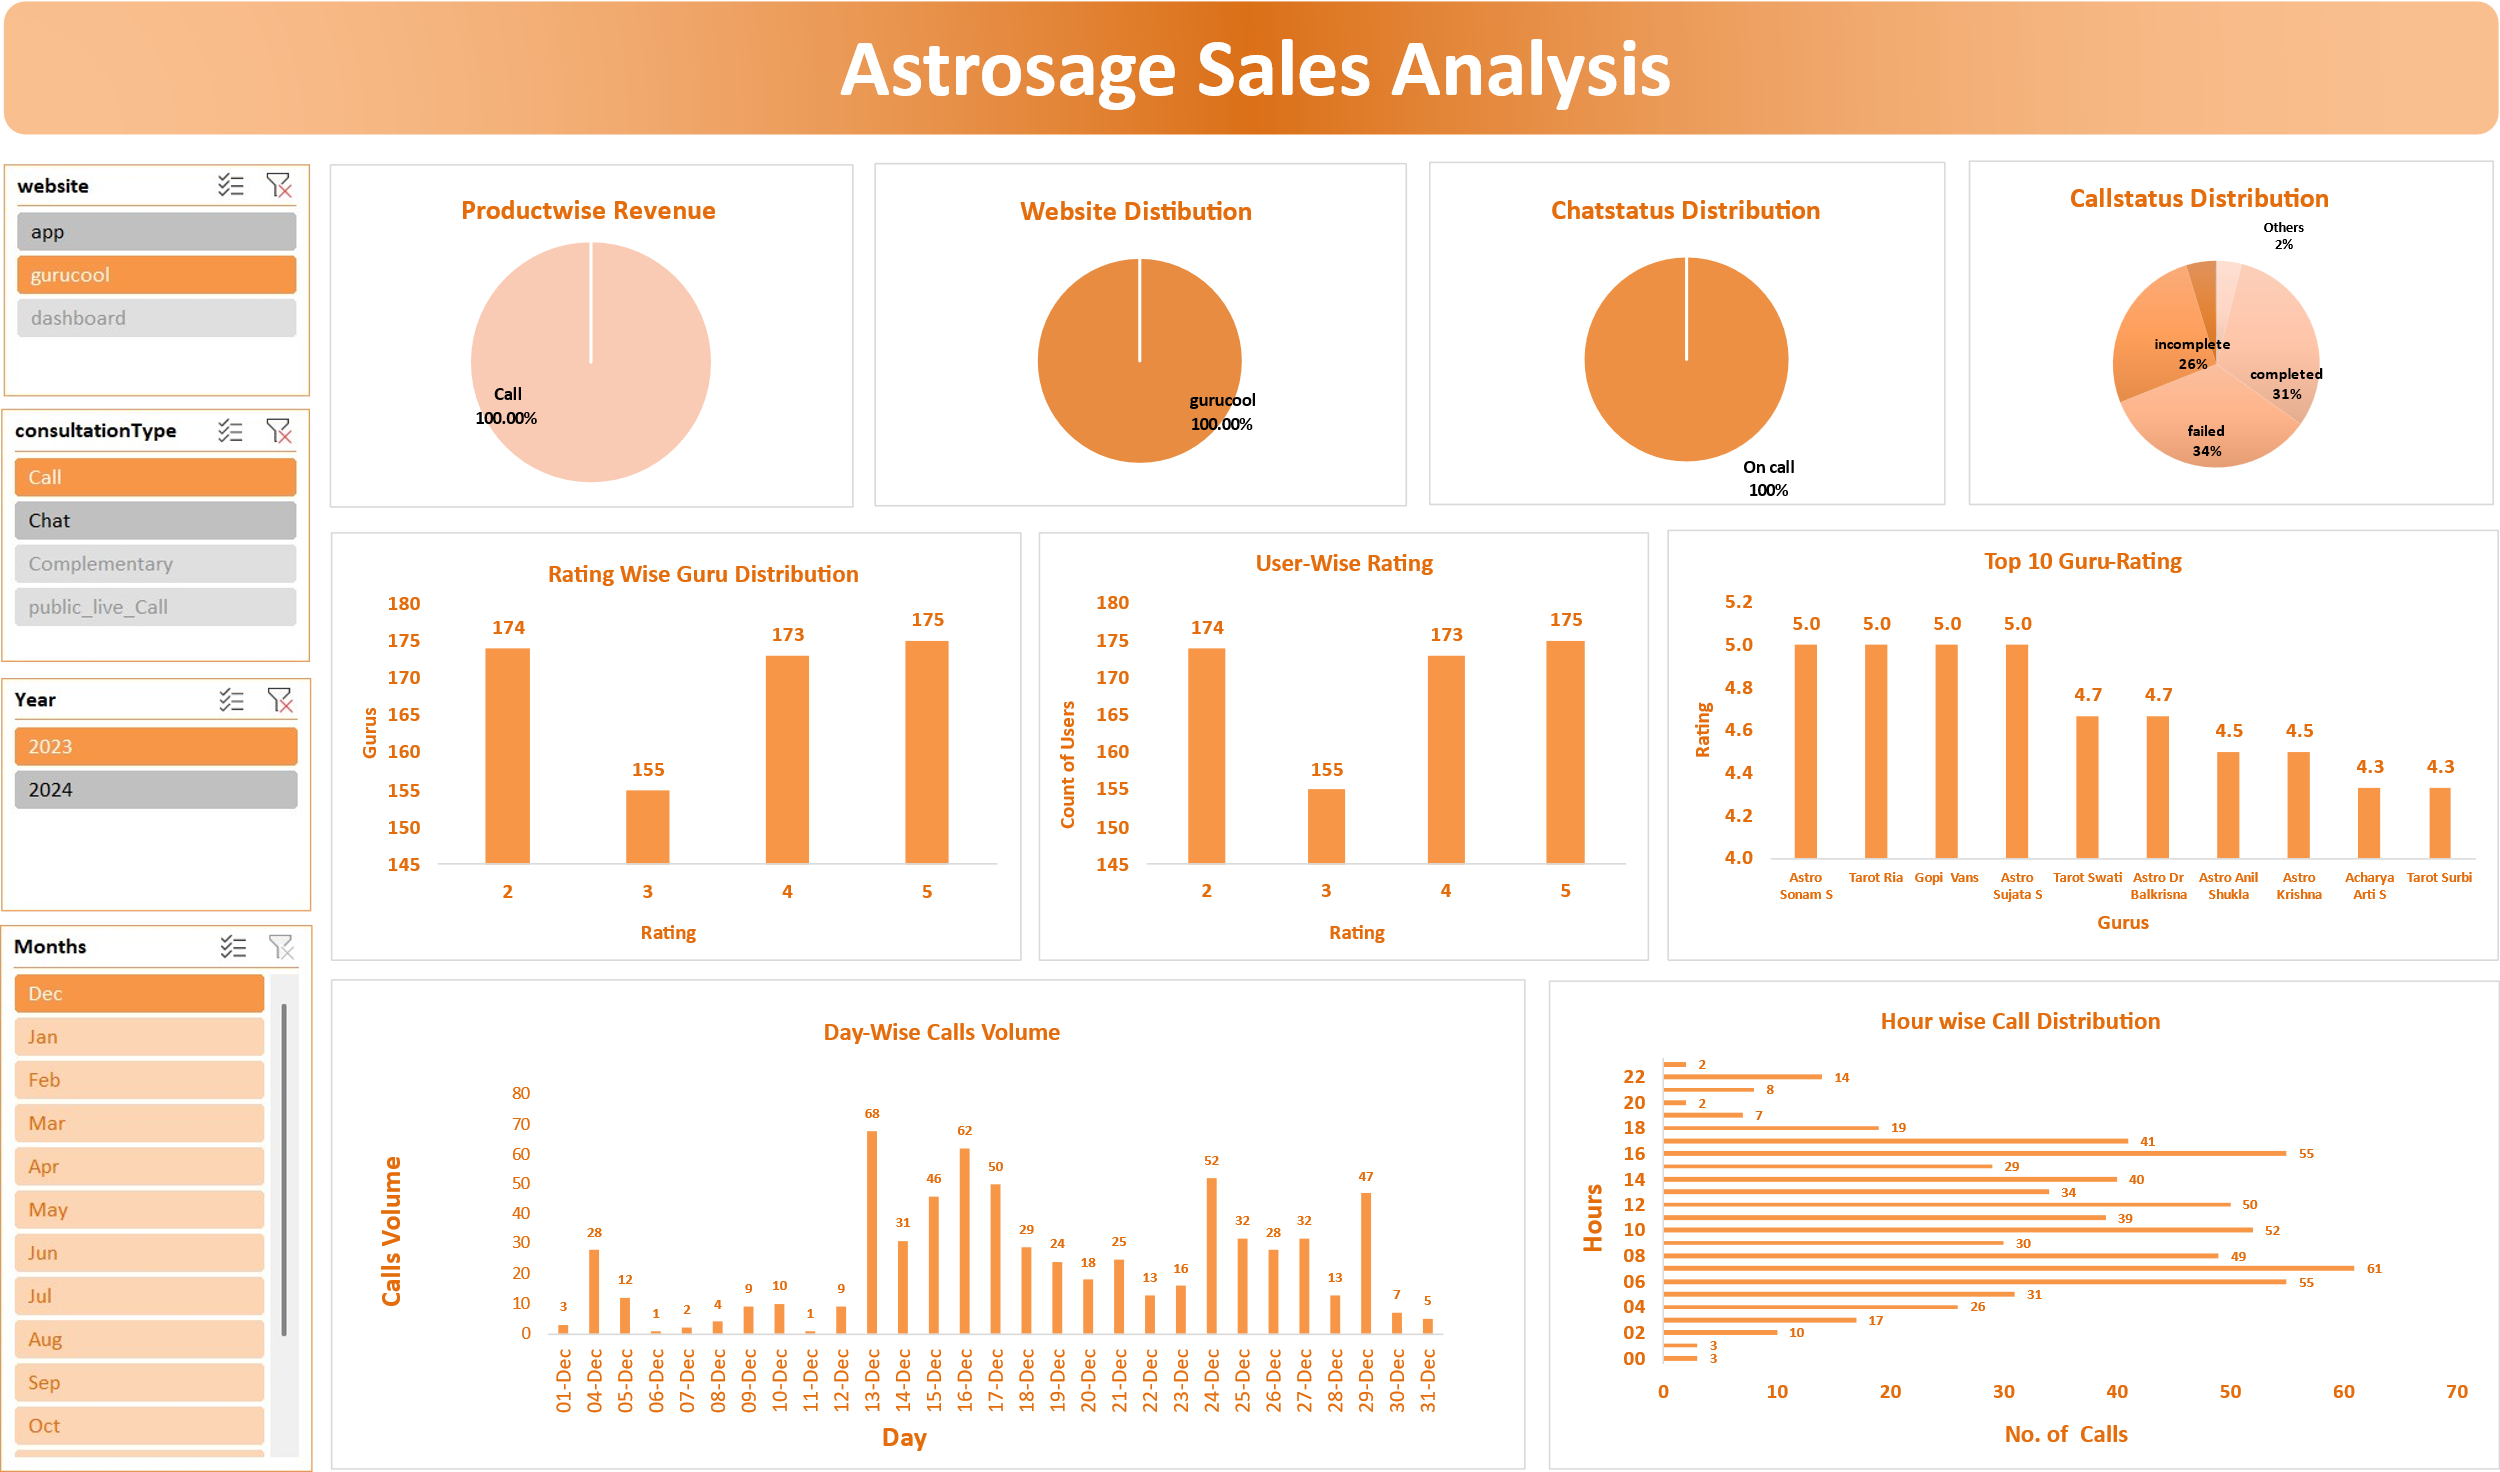 Astrosage Sales Analysis
website
app
gurucool
dashboard
consultationType
Call
Chat
Complementary
public_live_Call
Year
2023
2024
Months
Dec
Jan
Feb
Mar
Apr
May
Jun
Jul
Aug
Sep
Oct
Productwise Revenue
Call
100.00%
Website Distibution
gurucool
100.00%
Chatstatus Distribution
On call
100%
Callstatus Distribution
Others
2%
incomplete
26%
completed
31%
failed
34%
Rating Wise Guru Distribution
Gurus
180
175
170
165
160
155
150
145
174
155
173
175
2 3 4 5
Rating
User-Wise Rating
Count of Users
180
175
170
165
160
155
150
145
174
155
173
175
2 3 4 5
Rating
Top 10 Guru-Rating
Rating
5.2
5.0
4.8
4.6
4.4
4.2
4.0
5.0 5.0 5.0 5.0 4.7 4.7 4.5 4.5 4.3 4.3
Astro Sonam S
Tarot Ria
Gopi Vans
Astro Sujata S
Tarot Swati
Astro Dr Balkrisna
Astro Anil Shukla
Astro Krishna
Acharya Arti S
Tarot Surbi
Gurus
Day-Wise Calls Volume
Calls Volume
80
70
60
50
40
30
20
10
0
3 28 12 1 2 4 9 10 1 9 68 31 46 62 50 29 24 18 25 13 16 52 32 28 32 13 47 7 5
01-Dec 04-Dec 05-Dec 06-Dec 07-Dec 08-Dec 09-Dec 10-Dec 11-Dec 12-Dec 13-Dec 14-Dec 15-Dec 16-Dec 17-Dec 18-Dec 19-Dec 20-Dec 21-Dec 22-Dec 23-Dec 24-Dec 25-Dec 26-Dec 27-Dec 28-Dec 29-Dec 30-Dec 31-Dec
Day
Hour wise Call Distribution
Hours
2
22 14
8
20 2
7
18 19
41
16 55
29
14 40
34
12 50
39
10 52
30
08 49
61
06 55
31
04 26
17
02 10
3
00 3
0 10 20 30 40 50 60 70
No. of Calls